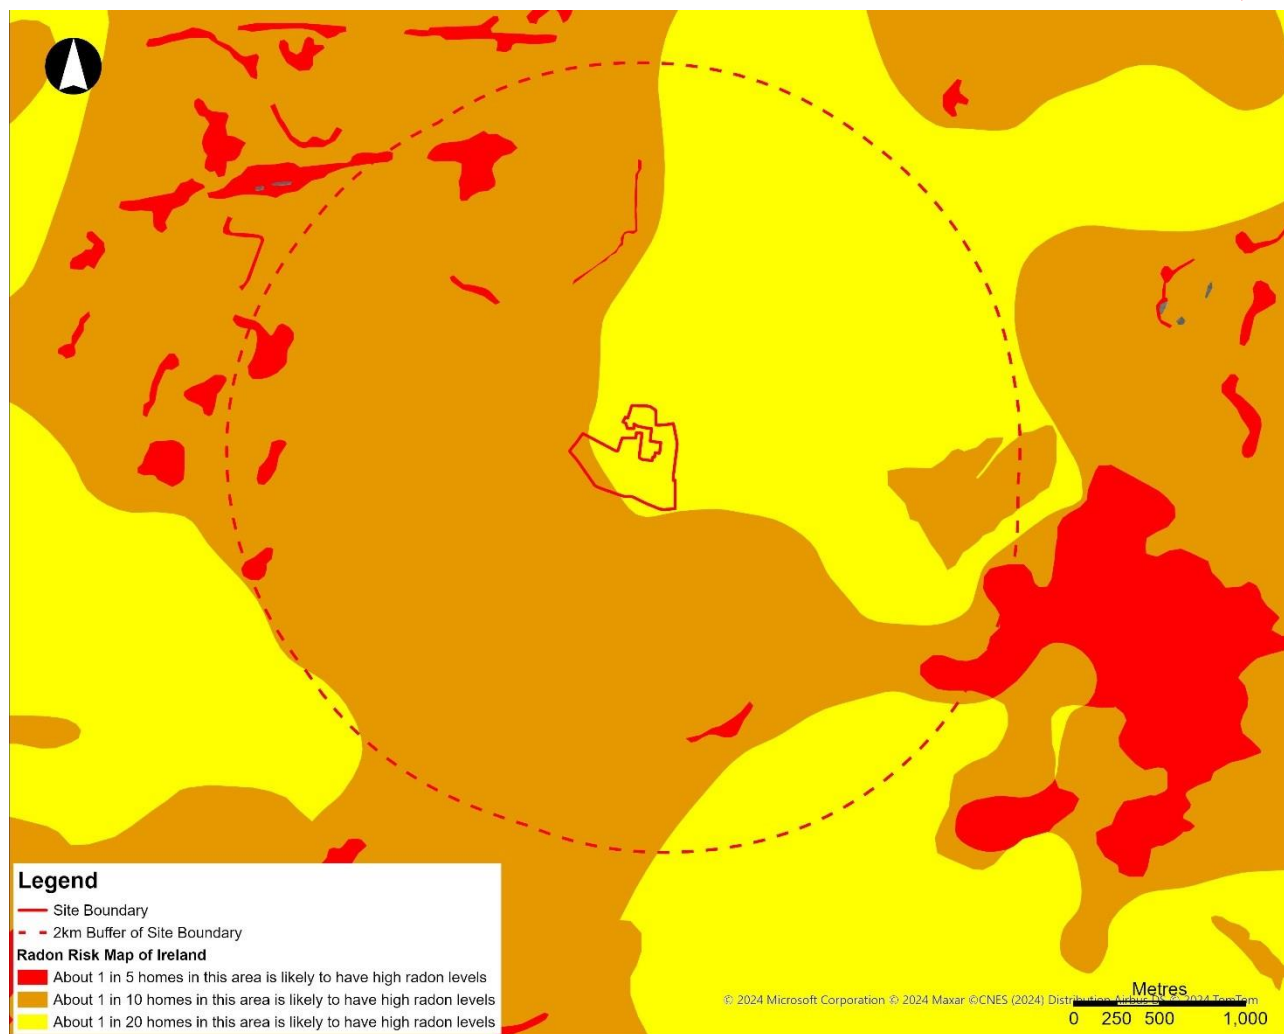 Legend
Site Boundary
2km Buffer of Site Boundary
Radon Risk Map of Ireland
About 1 in 5 homes in this area is likely to have high radon levels
About 1 in 10 homes in this area is likely to have high radon levels
About 1 in 20 homes in this area is likely to have high radon levels
Metres
© 2024 Microsoft Corporation © 2024 Maxar ©CNES (2024) Distribution Airbus DS © 2024 TomTom
0 250 500 1,000